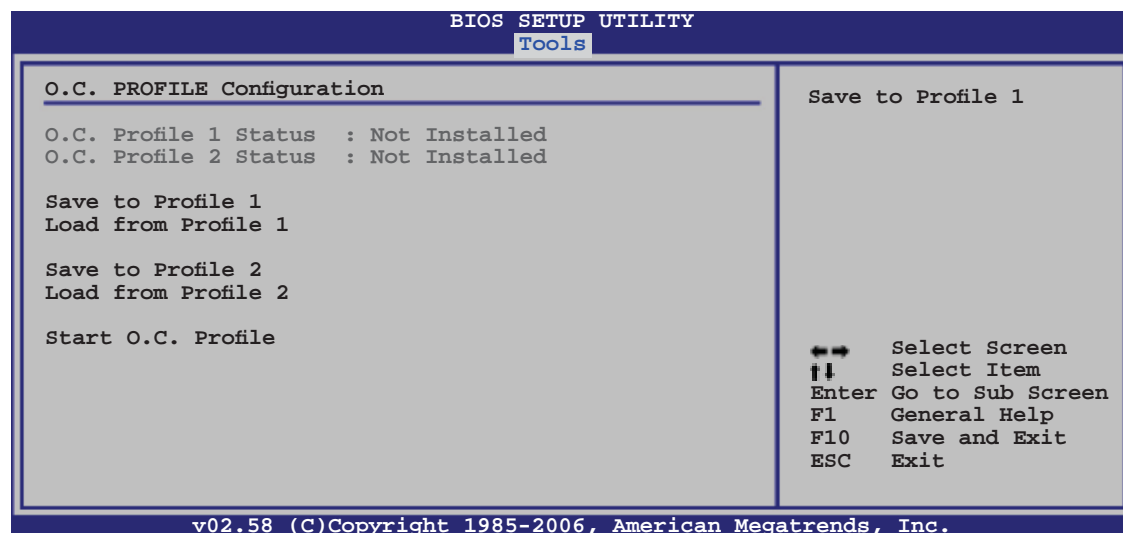 BIOS SETUP UTILITY
Tools
O.C. PROFILE Configuration
O.C. Profile 1 Status : Not Installed
O.C. Profile 2 Status : Not Installed
Save to Profile 1
Load from Profile 1
Save to Profile 2
Load from Profile 2
Start O.C. Profile
Save to Profile 1
←→ Select Screen
↑↓ Select Item
Enter Go to Sub Screen
F1 General Help
F10 Save and Exit
ESC Exit
v02.58 (C)Copyright 1985-2006, American Megatrends, Inc.